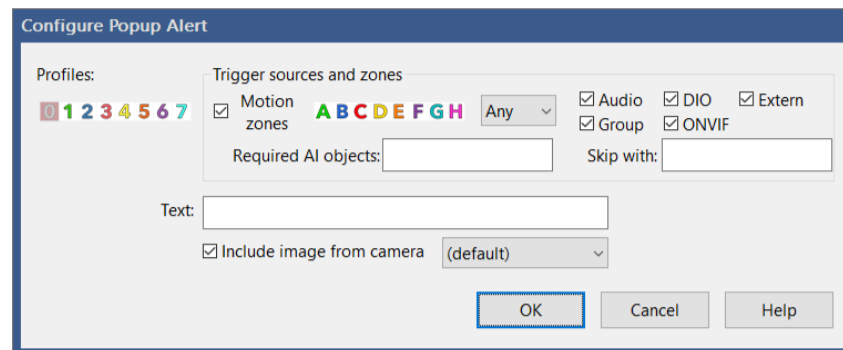 Configure Popup Alert
Profiles:
0 1 2 3 4 5 6 7
Trigger sources and zones
Motion zones
A B C D E F G H
Any
Audio
DIO
Extern
Group
ONVIF
Required AI objects:
Skip with:
Text:
Include image from camera
(default)
OK
Cancel
Help